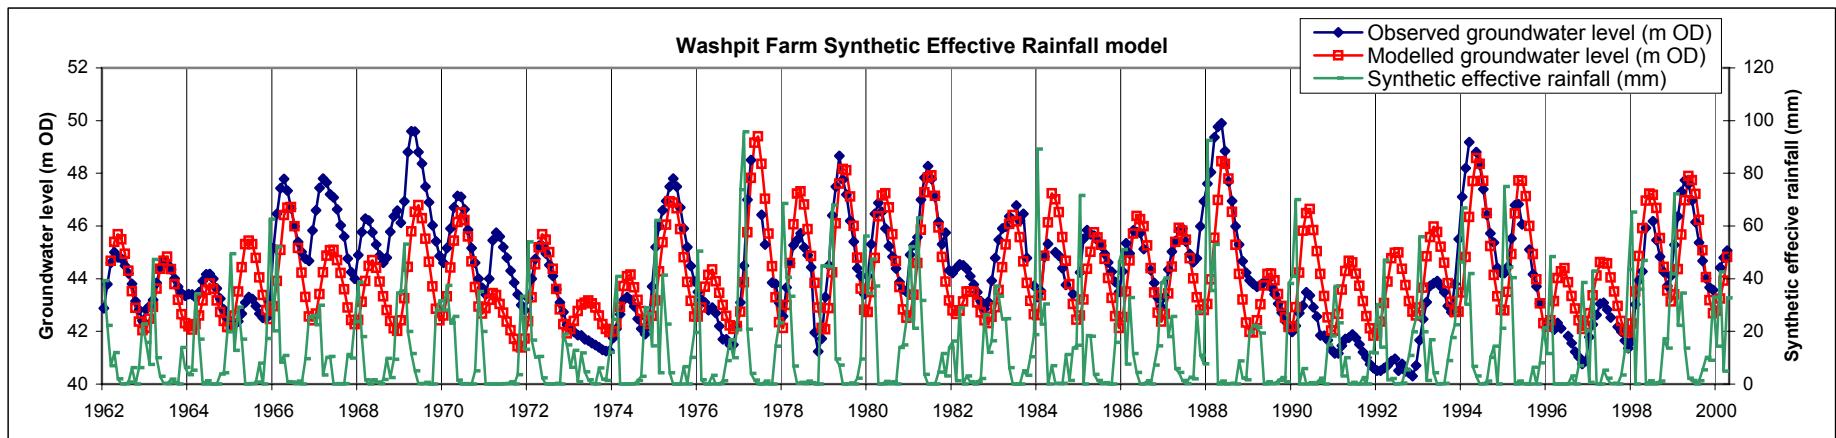 Washpit Farm Synthetic Effective Rainfall model
Observed groundwater level (m OD)
Modelled groundwater level (m OD)
Synthetic effective rainfall (mm)
Groundwater level (m OD)
52
50
48
46
44
42
40
120
100
80
60
40
20
0
Synthetic effecive rainfall (mm)
1962 1964 1966 1968 1970 1972 1974 1976 1978 1980 1982 1984 1986 1988 1990 1992 1994 1996 1998 2000